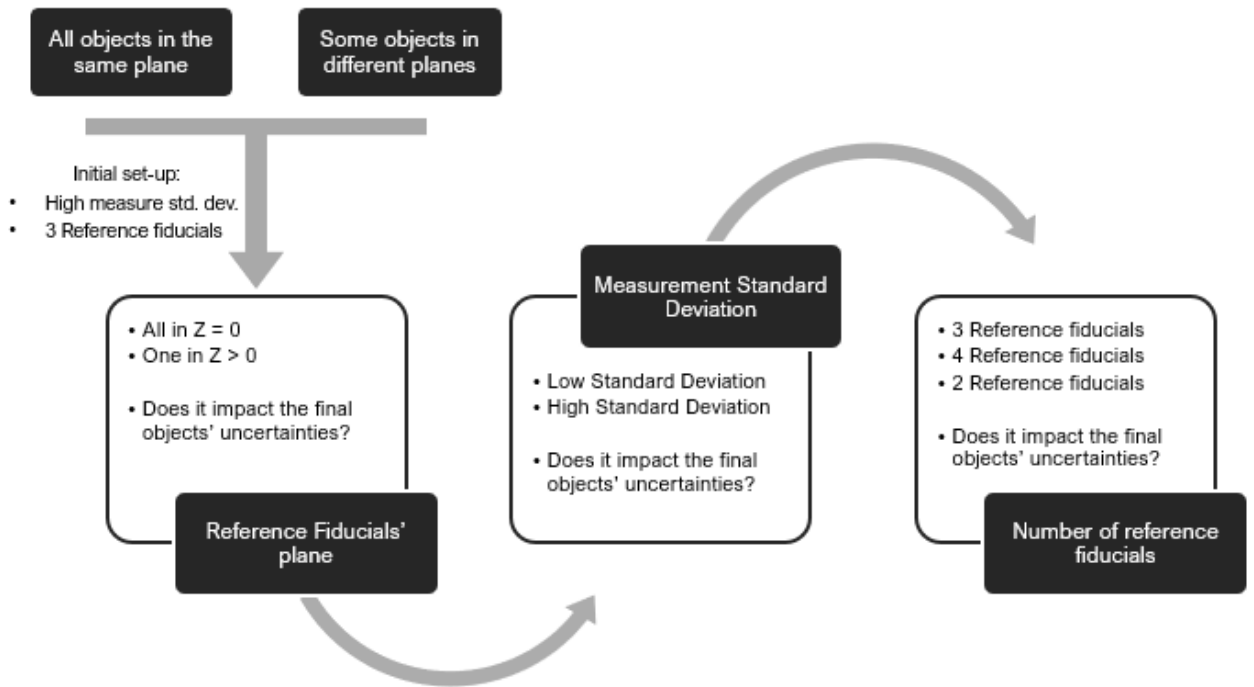 All objects in the
same plane
Some objects in
different planes
Initial set-up:
• High measure std. dev.
• 3 Reference fiducials
• All in Z = 0
• One in Z > 0
• Does it impact the final
objects’ uncertainties?
Reference Fiducials’
plane
Measurement Standard
Deviation
• Low Standard Deviation
• High Standard Deviation
• Does it impact the final
objects’ uncertainties?
• 3 Reference fiducials
• 4 Reference fiducials
• 2 Reference fiducials
• Does it impact the final
objects’ uncertainties?
Number of reference
fiducials